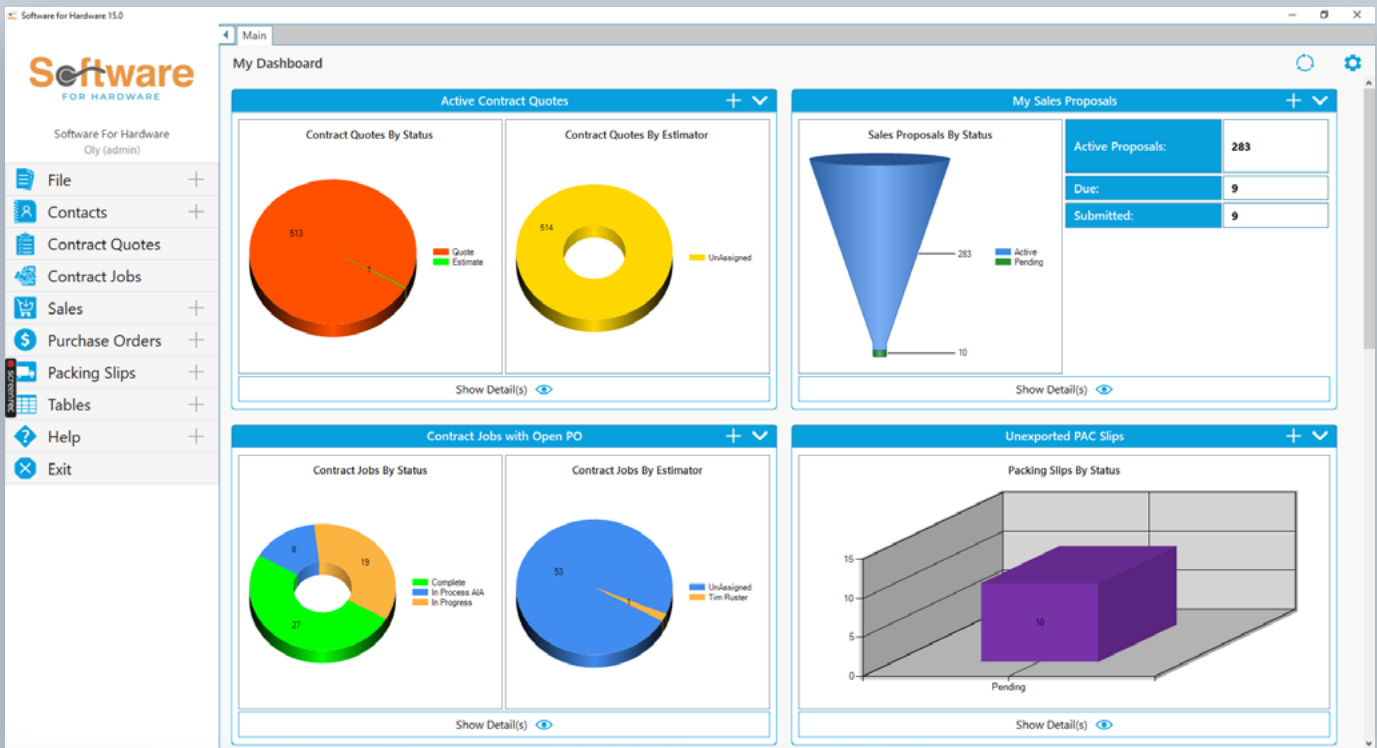 Software for Hardware 15.0
Software
FOR HARDWARE
Software For Hardware
Oly (admin)
File
Contacts
Contract Quotes
Contract Jobs
Sales
Purchase Orders
Packing Slips
Tables
Help
Exit
screenrec
Main
My Dashboard
Active Contract Quotes
Contract Quotes By Status
513
1
Quote
Estimate
Contract Quotes By Estimator
514
UnAssigned
Show Detail(s)
My Sales Proposals
Sales Proposals By Status
283
10
Active
Pending
Active Proposals: 283
Due: 9
Submitted: 9
Show Detail(s)
Contract Jobs with Open PO
Contract Jobs By Status
8
19
27
Complete
In Process AIA
In Progress
Contract Jobs By Estimator
53
1
UnAssigned
Tim Ruster
Show Detail(s)
Unexported PAC Slips
Packing Slips By Status
15
10
5
0
10
Pending
Show Detail(s)